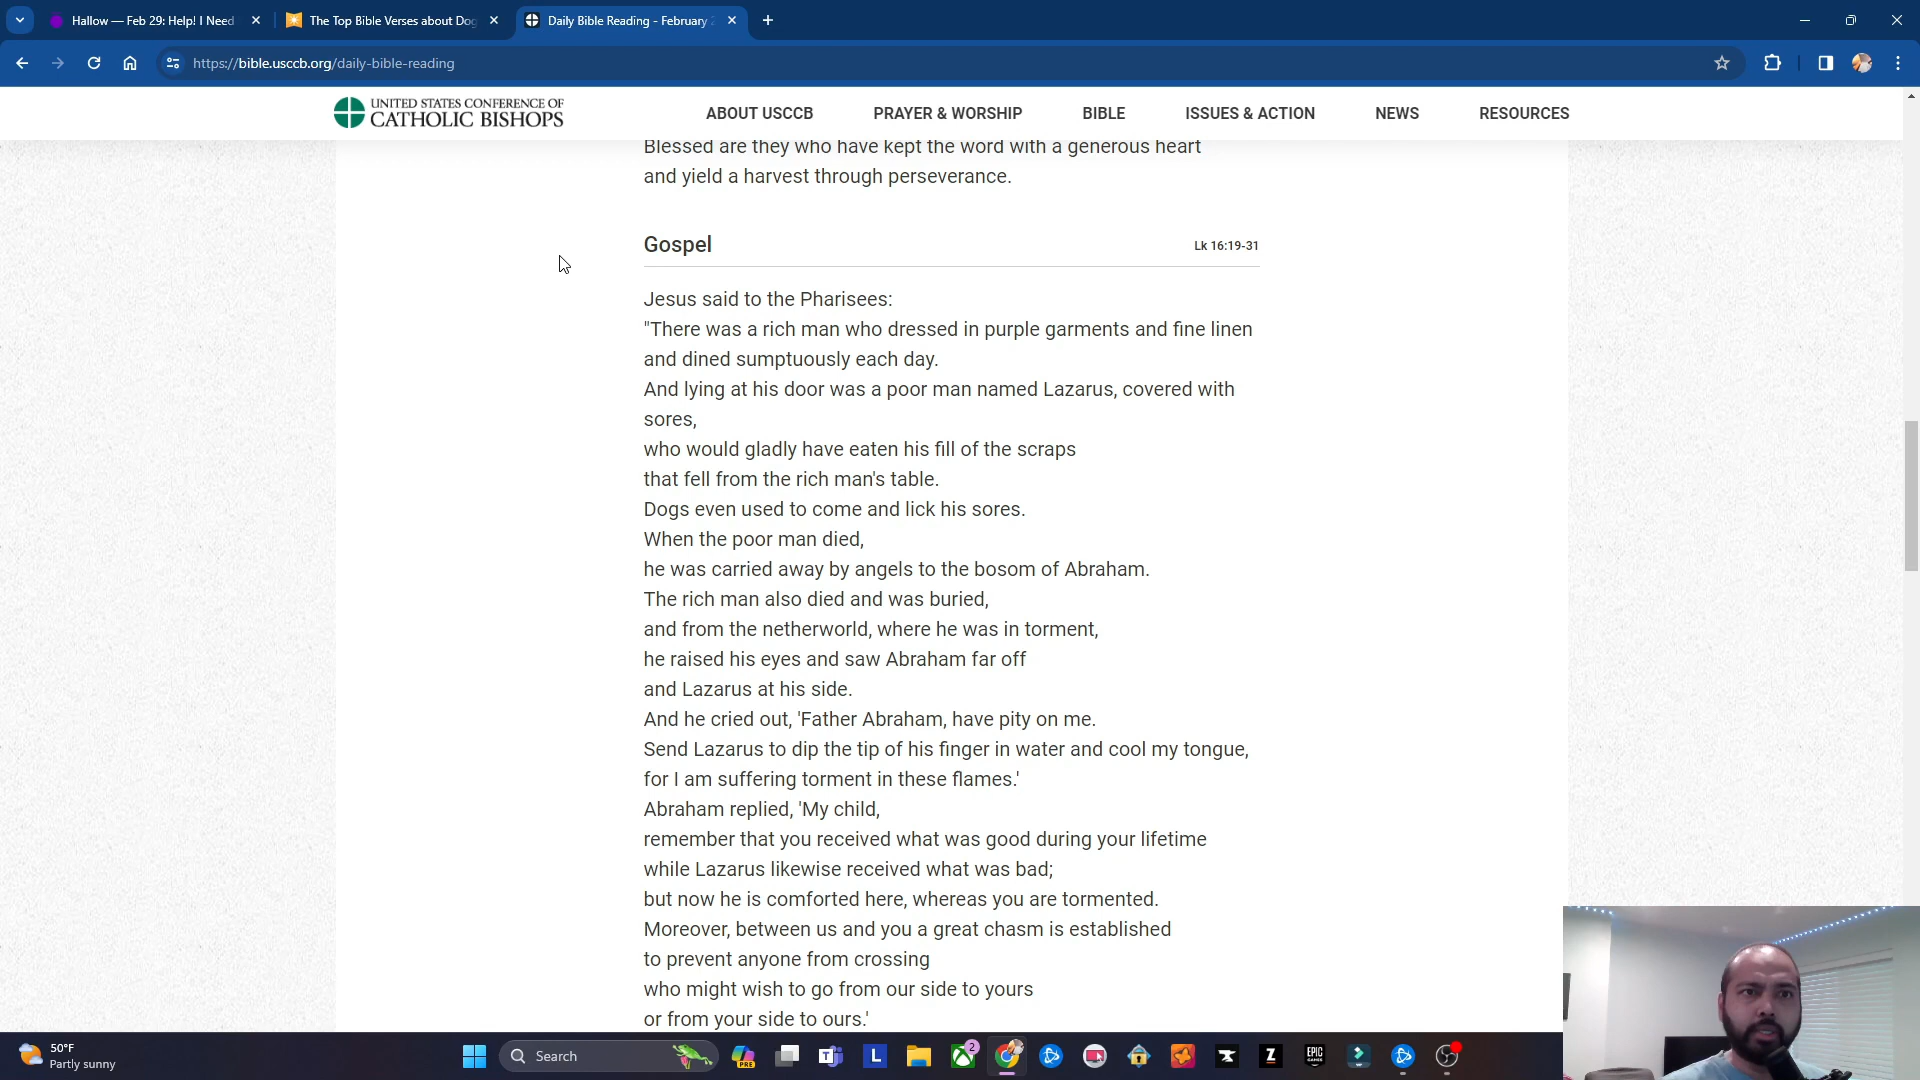 Hallow — Feb 29: Help! I Need
The Top Bible Verses about Dog
Daily Bible Reading - February 2
https://bible.usccb.org/daily-bible-reading
UNITED STATES CONFERENCE OF
CATHOLIC BISHOPS
ABOUT USCCB
PRAYER & WORSHIP
BIBLE
ISSUES & ACTION
NEWS
RESOURCES
Blessed are they who have kept the word with a generous heart
and yield a harvest through perseverance.
Gospel
Lk 16:19-31
Jesus said to the Pharisees:
"There was a rich man who dressed in purple garments and fine linen
and dined sumptuously each day.
And lying at his door was a poor man named Lazarus, covered with
sores,
who would gladly have eaten his fill of the scraps
that fell from the rich man's table.
Dogs even used to come and lick his sores.
When the poor man died,
he was carried away by angels to the bosom of Abraham.
The rich man also died and was buried,
and from the netherworld, where he was in torment,
he raised his eyes and saw Abraham far off
and Lazarus at his side.
And he cried out, 'Father Abraham, have pity on me.
Send Lazarus to dip the tip of his finger in water and cool my tongue,
for I am suffering torment in these flames.'
Abraham replied, 'My child,
remember that you received what was good during your lifetime
while Lazarus likewise received what was bad;
but now he is comforted here, whereas you are tormented.
Moreover, between us and you a great chasm is established
to prevent anyone from crossing
who might wish to go from our side to yours
or from your side to ours.'
50°F
Partly sunny
Search
PRE
T
L
2
Z
EPIC
GAMES